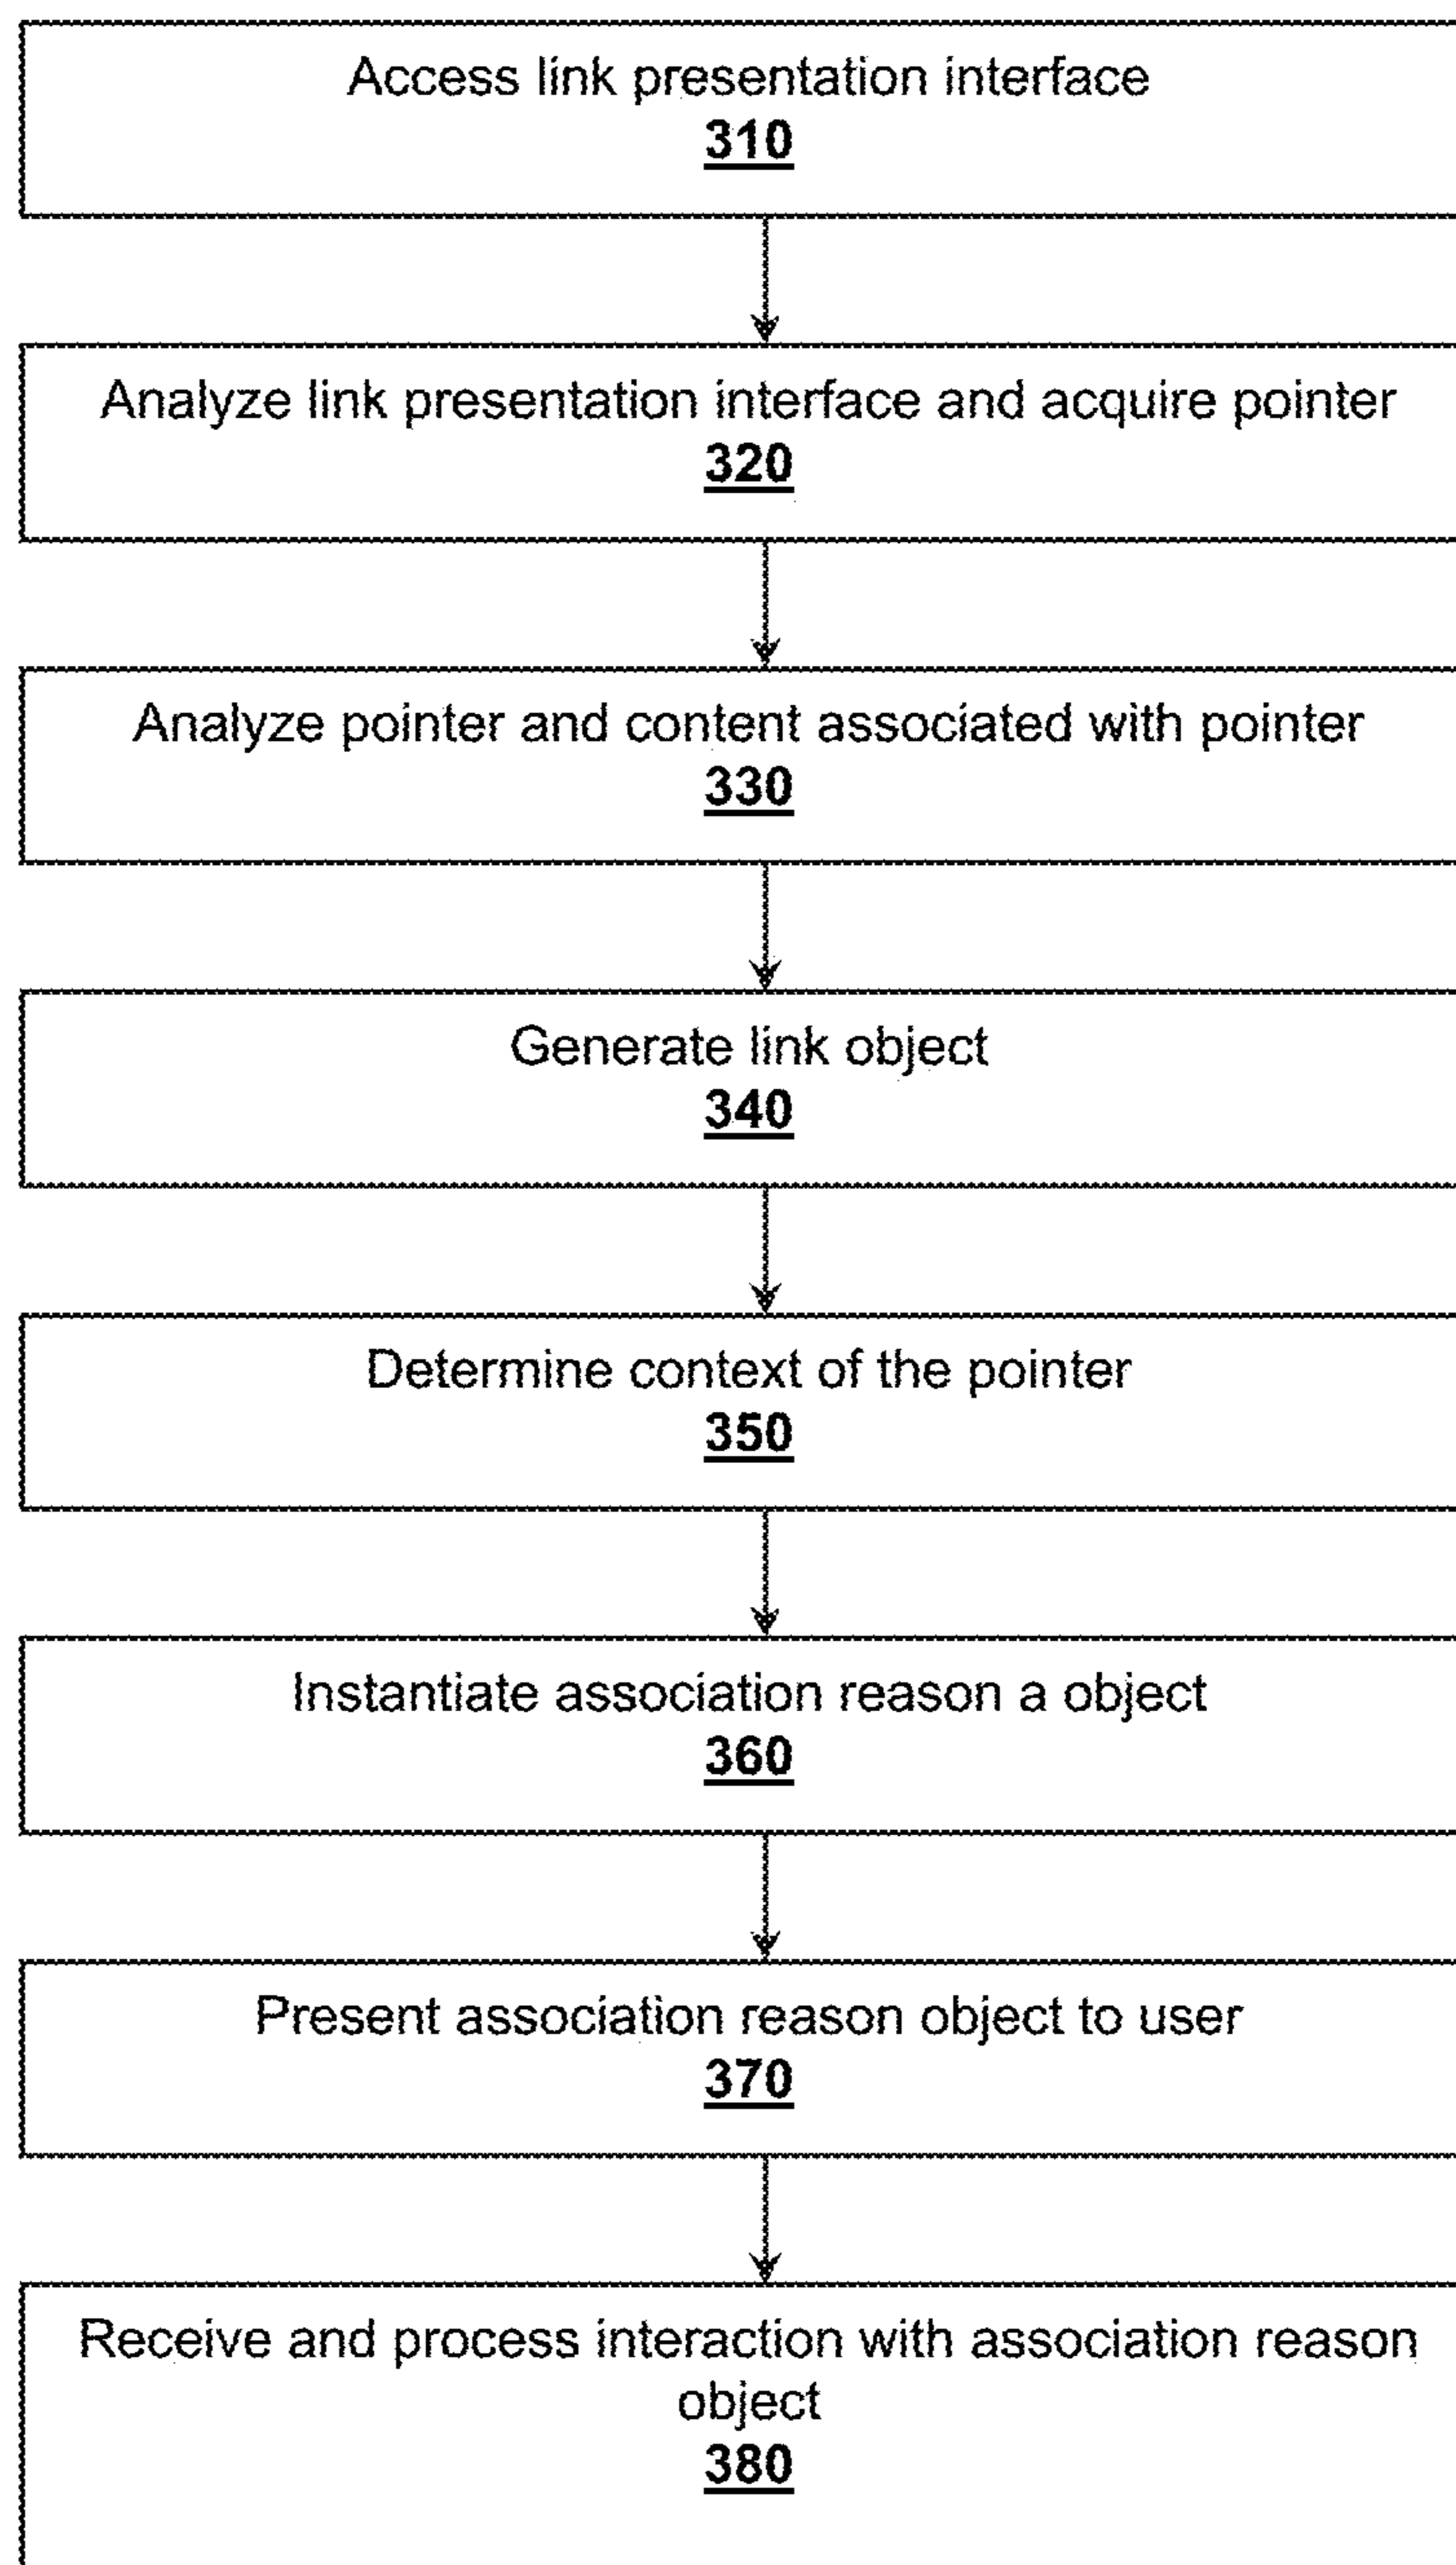 Access link presentation interface
310
Analyze link presentation interface and acquire pointer
320
Analyze pointer and content associated with pointer
330
Generate link object
340
Determine context of the pointer
350
Instantiate association reason a object
360
Present association reason object to user
370
Receive and process interaction with association reason
object
380